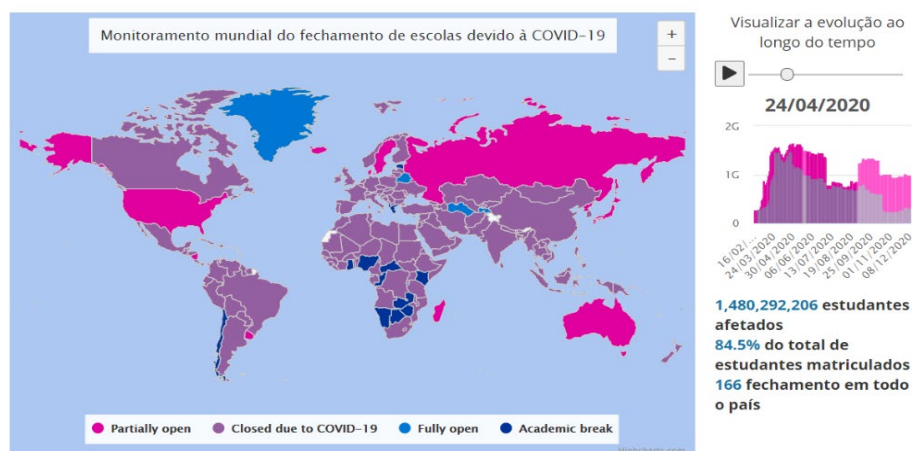 Monitoramento mundial do fechamento de escolas devido à COVID-19
+
−
Partially open
Closed due to COVID-19
Fully open
Academic break
Highcharts.com
Visualizar a evolução ao
longo do tempo
24/04/2020
2G
1G
0
16/02/...
24/03/2020
30/04/2020
06/06/2020
13/07/2020
19/08/2020
25/09/2020
01/11/2020
08/12/2020
1,480,292,206 estudantes
afetados
84.5% do total de
estudantes matriculados
166 fechamento em todo
o país